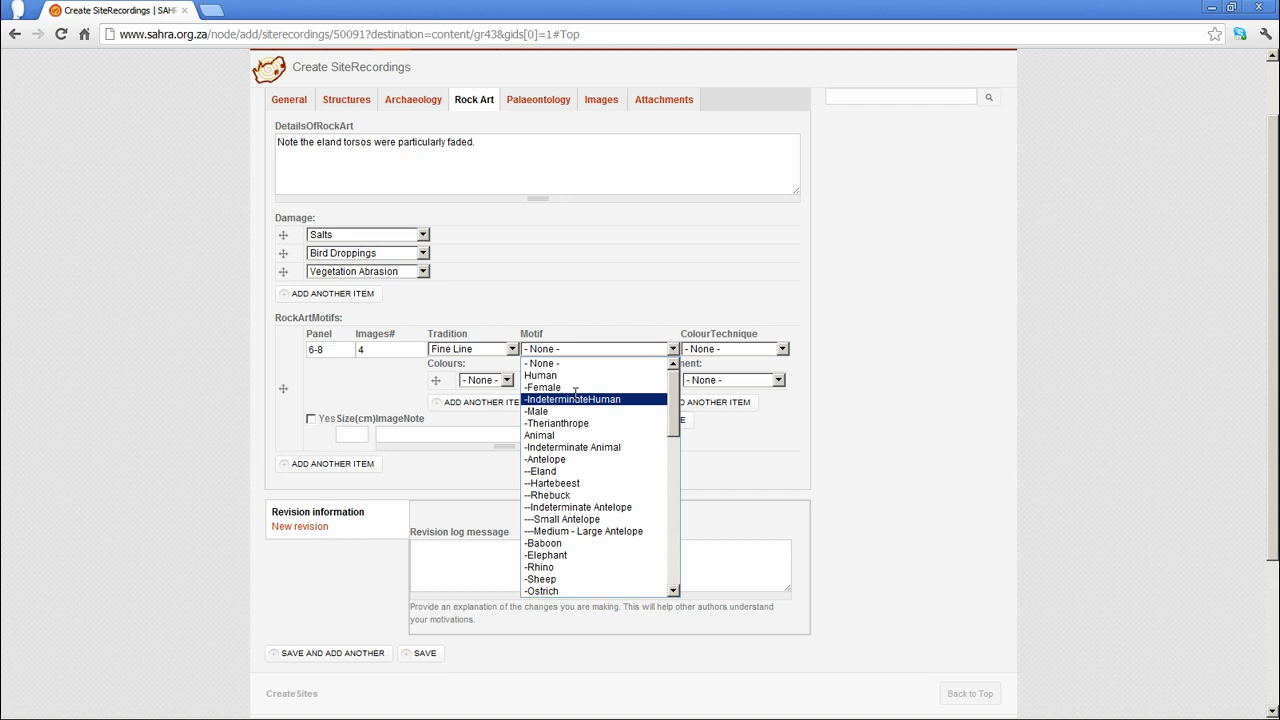 Create SiteRecordings | SAHF
www.sahra.org.za/node/add/siterecordings/50091?destination=content/gr43&gids[0]=1#Top
Create SiteRecordings
General Structures Archaeology Rock Art Palaeontology Images Attachments
DetailsOfRockArt
Note the eland torsos were particularly faded.
Damage:
Salts
Bird Droppings
Vegetation Abrasion
ADD ANOTHER ITEM
RockArtMotifs:
Panel Images# Tradition Motif ColourTechnique
6-8 4 Fine Line - None - - None -
Colours: - None - ment:
- None - Human - None -
-Female
-IndeterminateHuman
ADD ANOTHER ITE DD ANOTHER ITEM
-Male
Yes Size(cm) ImageNote -Therianthrope E
Animal
-Indeterminate Animal
-Antelope
ADD ANOTHER ITEM
--Eland
--Hartebeest
--Rhebuck
--Indeterminate Antelope
---Small Antelope
---Medium - Large Antelope
-Baboon
-Elephant
-Rhino
-Sheep
-Ostrich
Revision information
New revision
Revision log message
Provide an explanation of the changes you are making. This will help other authors understand
your motivations.
SAVE AND ADD ANOTHER SAVE
CreateSites Back to Top